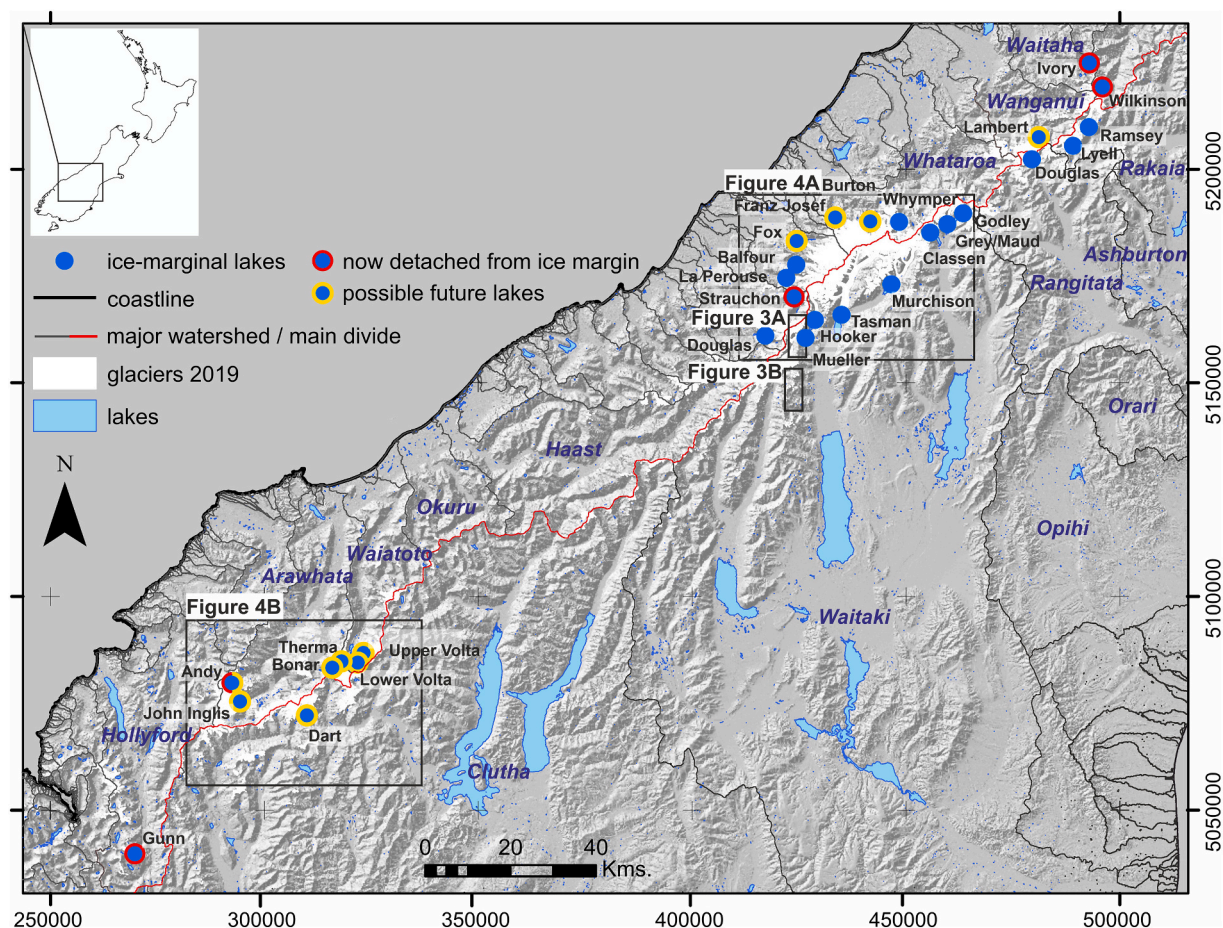 Waitaha
Ivory
Wanganui
Wilkinson
Lambert
Ramsey
Lyell
Whataroa
Douglas
Rakaia
Figure 4A
Burton
Franz Josef
Whymper
Fox
Godley
Grey/Maud
Balfour
Classen
Ashburton
La Perouse
Rangitata
Strauchon
Murchison
Figure 3A
Tasman
Douglas
Hooker
Mueller
Figure 3B
ice-marginal lakes
now detached from ice margin
coastline
possible future lakes
major watershed / main divide
glaciers 2019
lakes
N
Orari
Haast
Okuru
Opihi
Waiatoto
Arawhata
Waitaki
Figure 4B
Therma
Upper Volta
Bonar
Lower Volta
Andy
John Inglis
Dart
Hollyford
Clutha
Gunn
0 20 40
Kms.
5200000
5150000
5100000
5050000
250000 300000 350000 400000 450000 500000